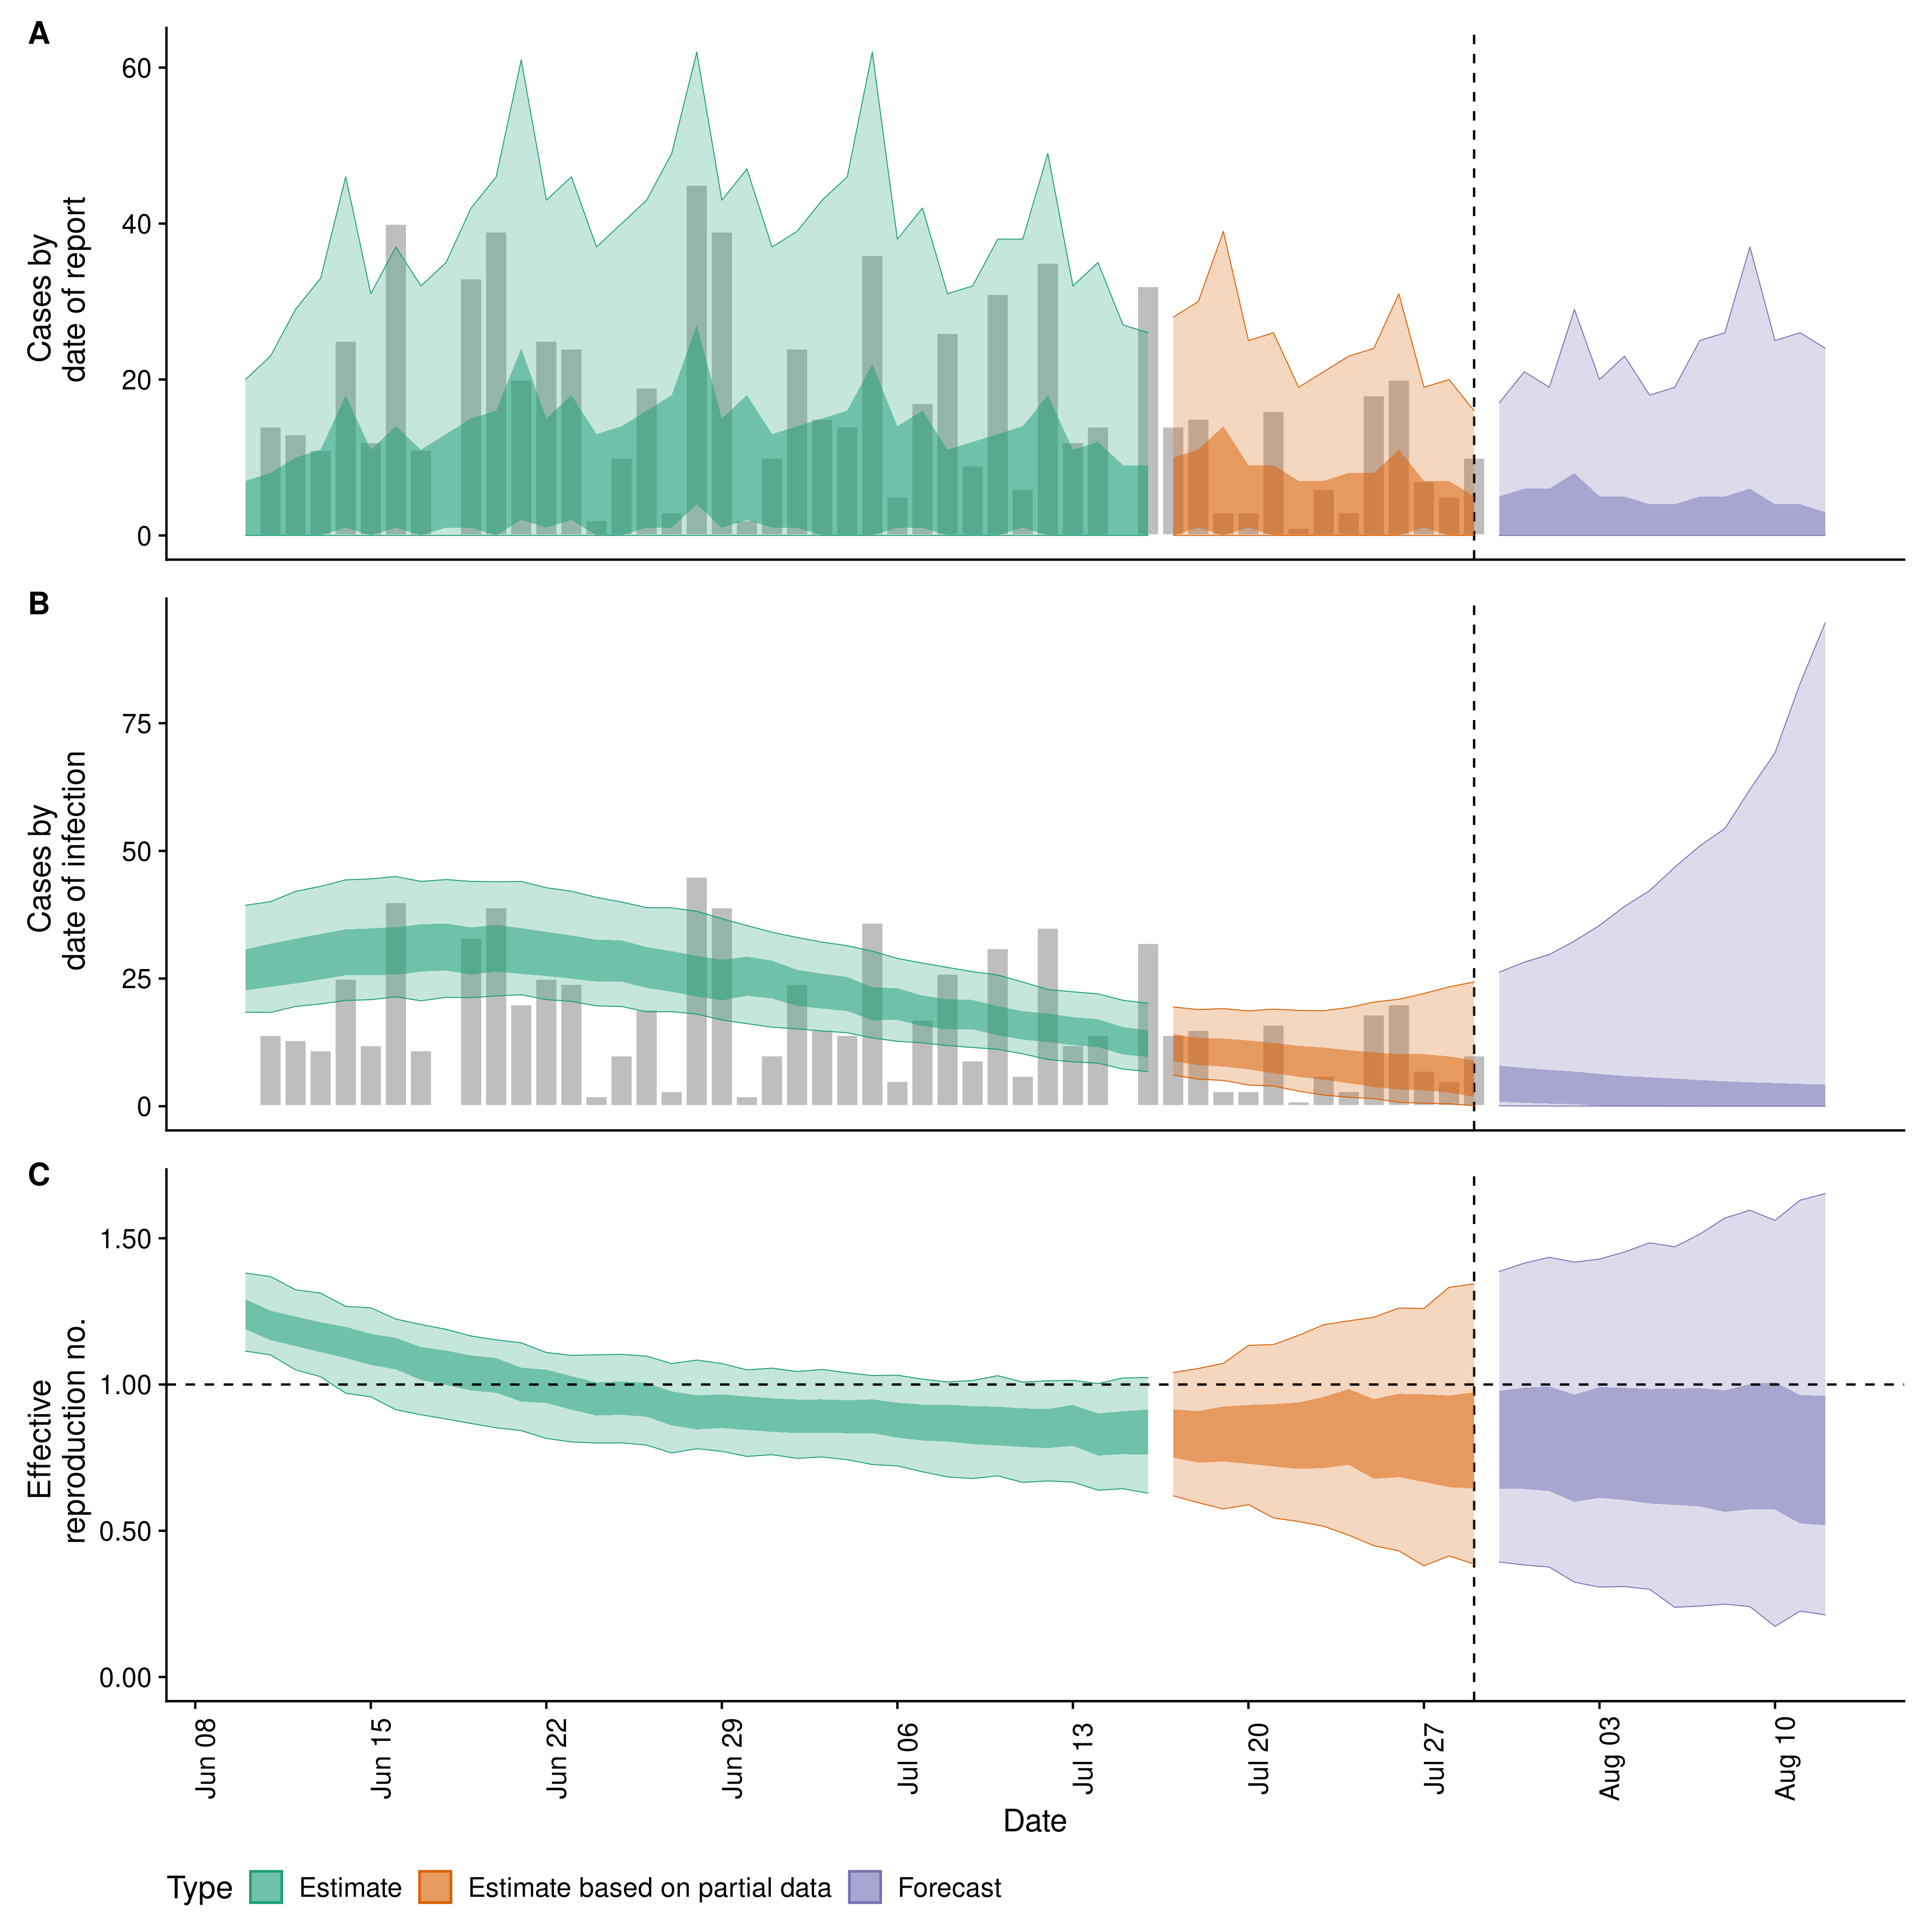 A
60
40
20
0
Cases by
date of report
B
75
50
25
0
Cases by
date of infection
C
1.50
1.00
0.50
0.00
Effective
reproduction no.
Jun 08
Jun 15
Jun 22
Jun 29
Jul 06
Jul 13
Jul 20
Jul 27
Aug 03
Aug 10
Date
Type Estimate Estimate based on partial data Forecast